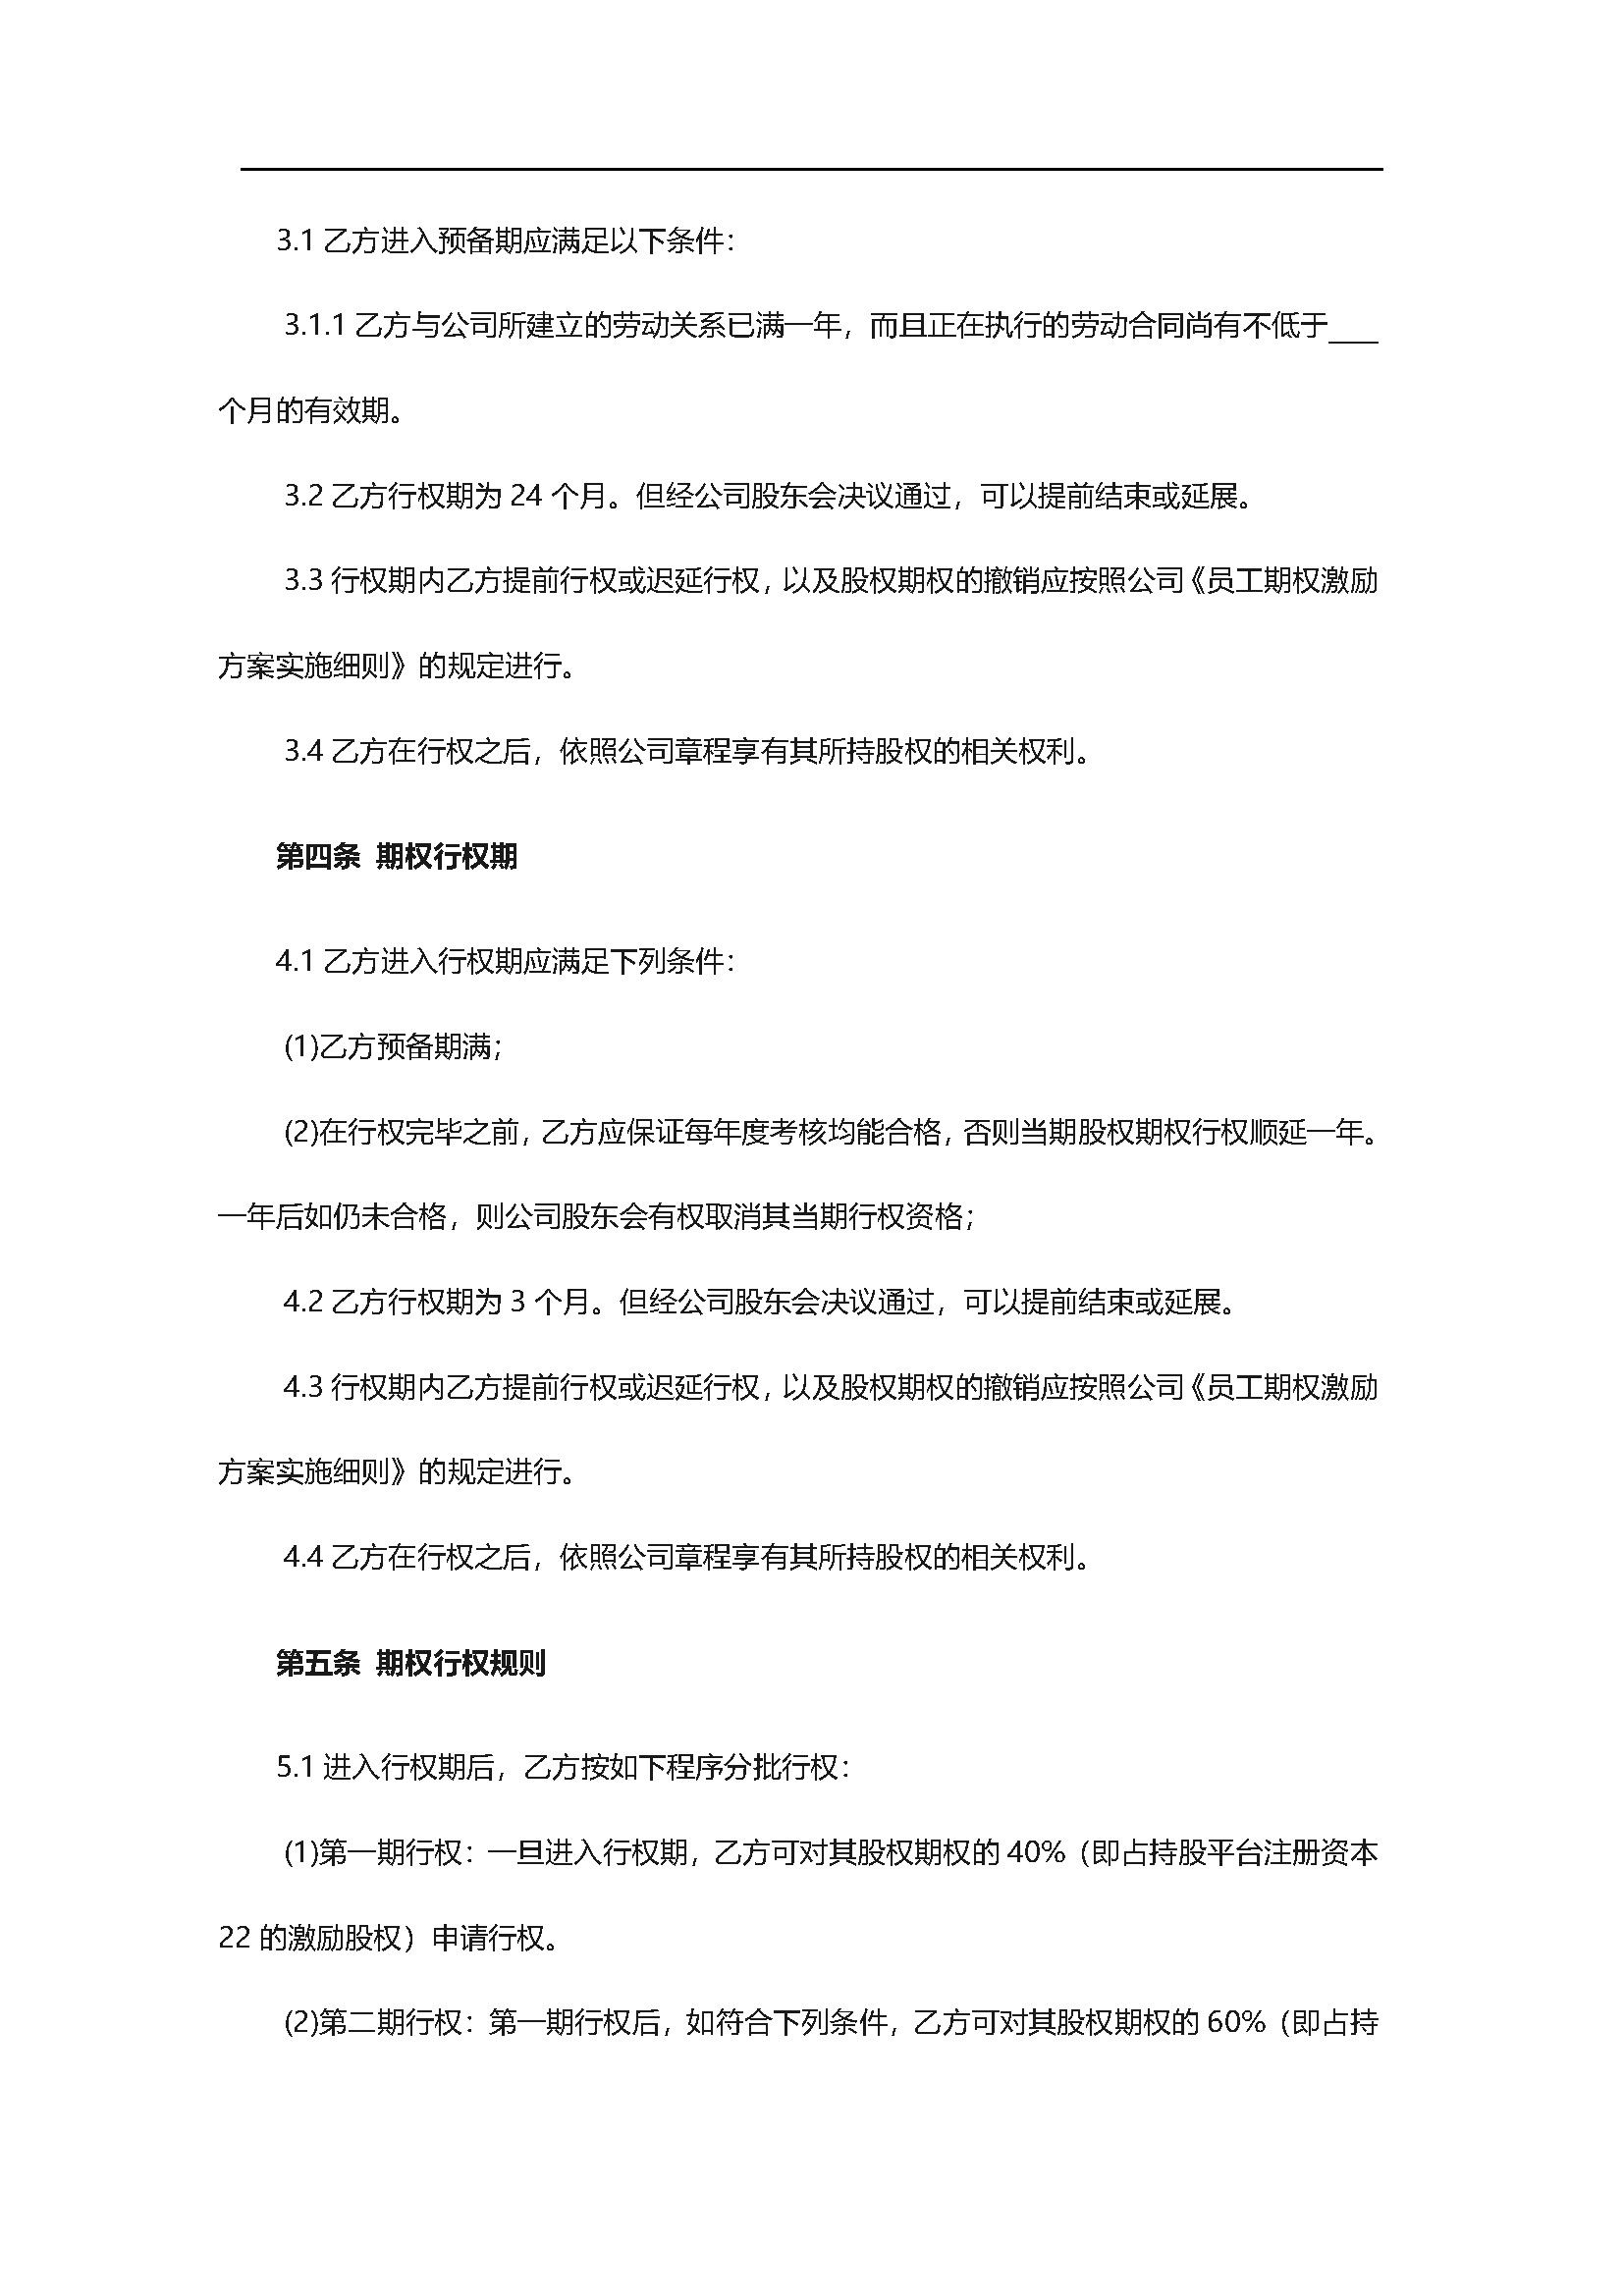 3.1 乙方进入预备期应满足以下条件：
3.1.1 乙方与公司所建立的劳动关系已满一年，而且正在执行的劳动合同尚有不低于____
个月的有效期。
3.2 乙方行权期为 24 个月。但经公司股东会决议通过，可以提前结束或延展。
3.3 行权期内乙方提前行权或迟延行权，以及股权期权的撤销应按照公司《员工期权激励
方案实施细则》的规定进行。
3.4 乙方在行权之后，依照公司章程享有其所持股权的相关权利。
第四条 期权行权期
4.1 乙方进入行权期应满足下列条件：
(1)乙方预备期满；
(2)在行权完毕之前，乙方应保证每年度考核均能合格，否则当期股权期权行权顺延一年。
一年后如仍未合格，则公司股东会有权取消其当期行权资格；
4.2 乙方行权期为 3 个月。但经公司股东会决议通过，可以提前结束或延展。
4.3 行权期内乙方提前行权或迟延行权，以及股权期权的撤销应按照公司《员工期权激励
方案实施细则》的规定进行。
4.4 乙方在行权之后，依照公司章程享有其所持股权的相关权利。
第五条 期权行权规则
5.1 进入行权期后，乙方按如下程序分批行权：
(1)第一期行权：一旦进入行权期，乙方可对其股权期权的 40%（即占持股平台注册资本
22 的激励股权）申请行权。
(2)第二期行权：第一期行权后，如符合下列条件，乙方可对其股权期权的 60%（即占持